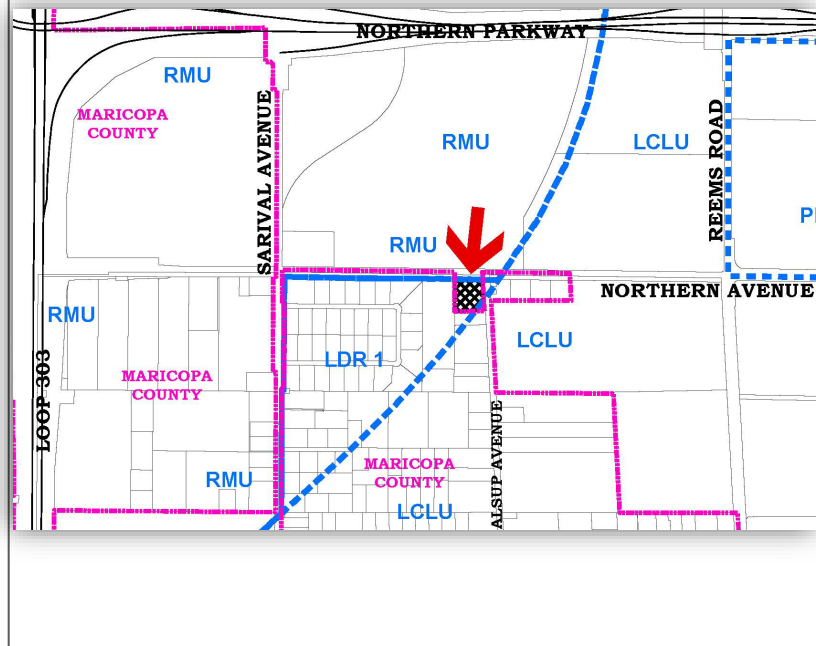 NORTHERN PARKWAY
RMU
MARICOPA
COUNTY
SARIVAL AVENUE
RMU
LCLU
REEMS ROAD
RMU
NORTHERN AVENUE
RMU
LCLU
LDR 1
LOOP 303
MARICOPA
COUNTY
ALSUP AVENUE
MARICOPA
COUNTY
RMU
LCLU